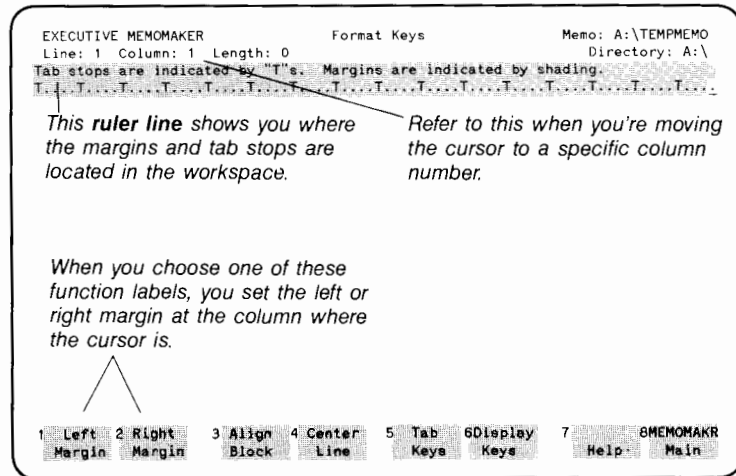 EXECUTIVE MEMOMAKER Format Keys Memo: A:\TEMPMEMO
Line: 1 Column: 1 Length: 0 Directory: A:\
Tab stops are indicated by "T"s. Margins are indicated by shading.
T....T....T....T....T....T....T....T....T....T....T....T....T....T....T....T....
This ruler line shows you where
the margins and tab stops are
located in the workspace.
Refer to this when you're moving
the cursor to a specific column
number.
When you choose one of these
function labels, you set the left or
right margin at the column where
the cursor is.
1 Left 2 Right 3 Align 4 Center 5 Tab 6Display 7 8MEMOMAKR
Margin Margin Block Line Keys Keys Help Main